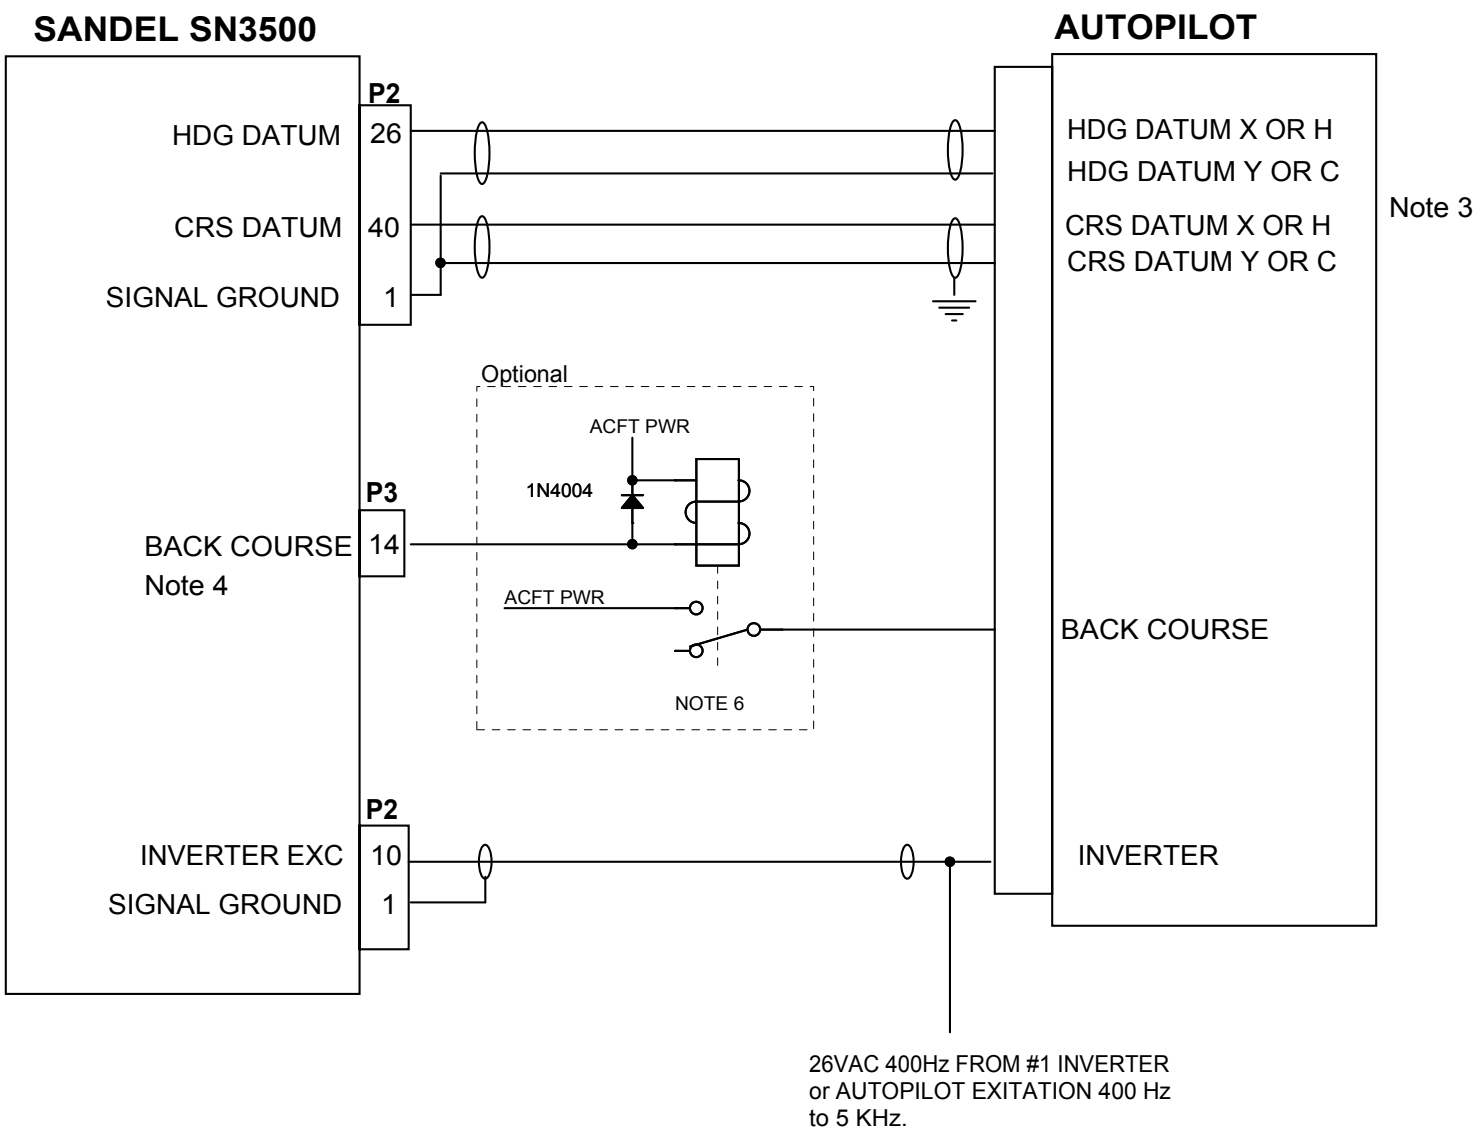 SANDEL SN3500
AUTOPILOT
P2
HDG DATUM
26
HDG DATUM X OR H
HDG DATUM Y OR C
Note 3
CRS DATUM
40
CRS DATUM X OR H
CRS DATUM Y OR C
SIGNAL GROUND
1
Optional
ACFT PWR
1N4004
P3
BACK COURSE
14
Note 4
ACFT PWR
BACK COURSE
NOTE 6
P2
INVERTER EXC
10
INVERTER
SIGNAL GROUND
1
26VAC 400Hz FROM #1 INVERTER
or AUTOPILOT EXITATION 400 Hz
to 5 KHz.